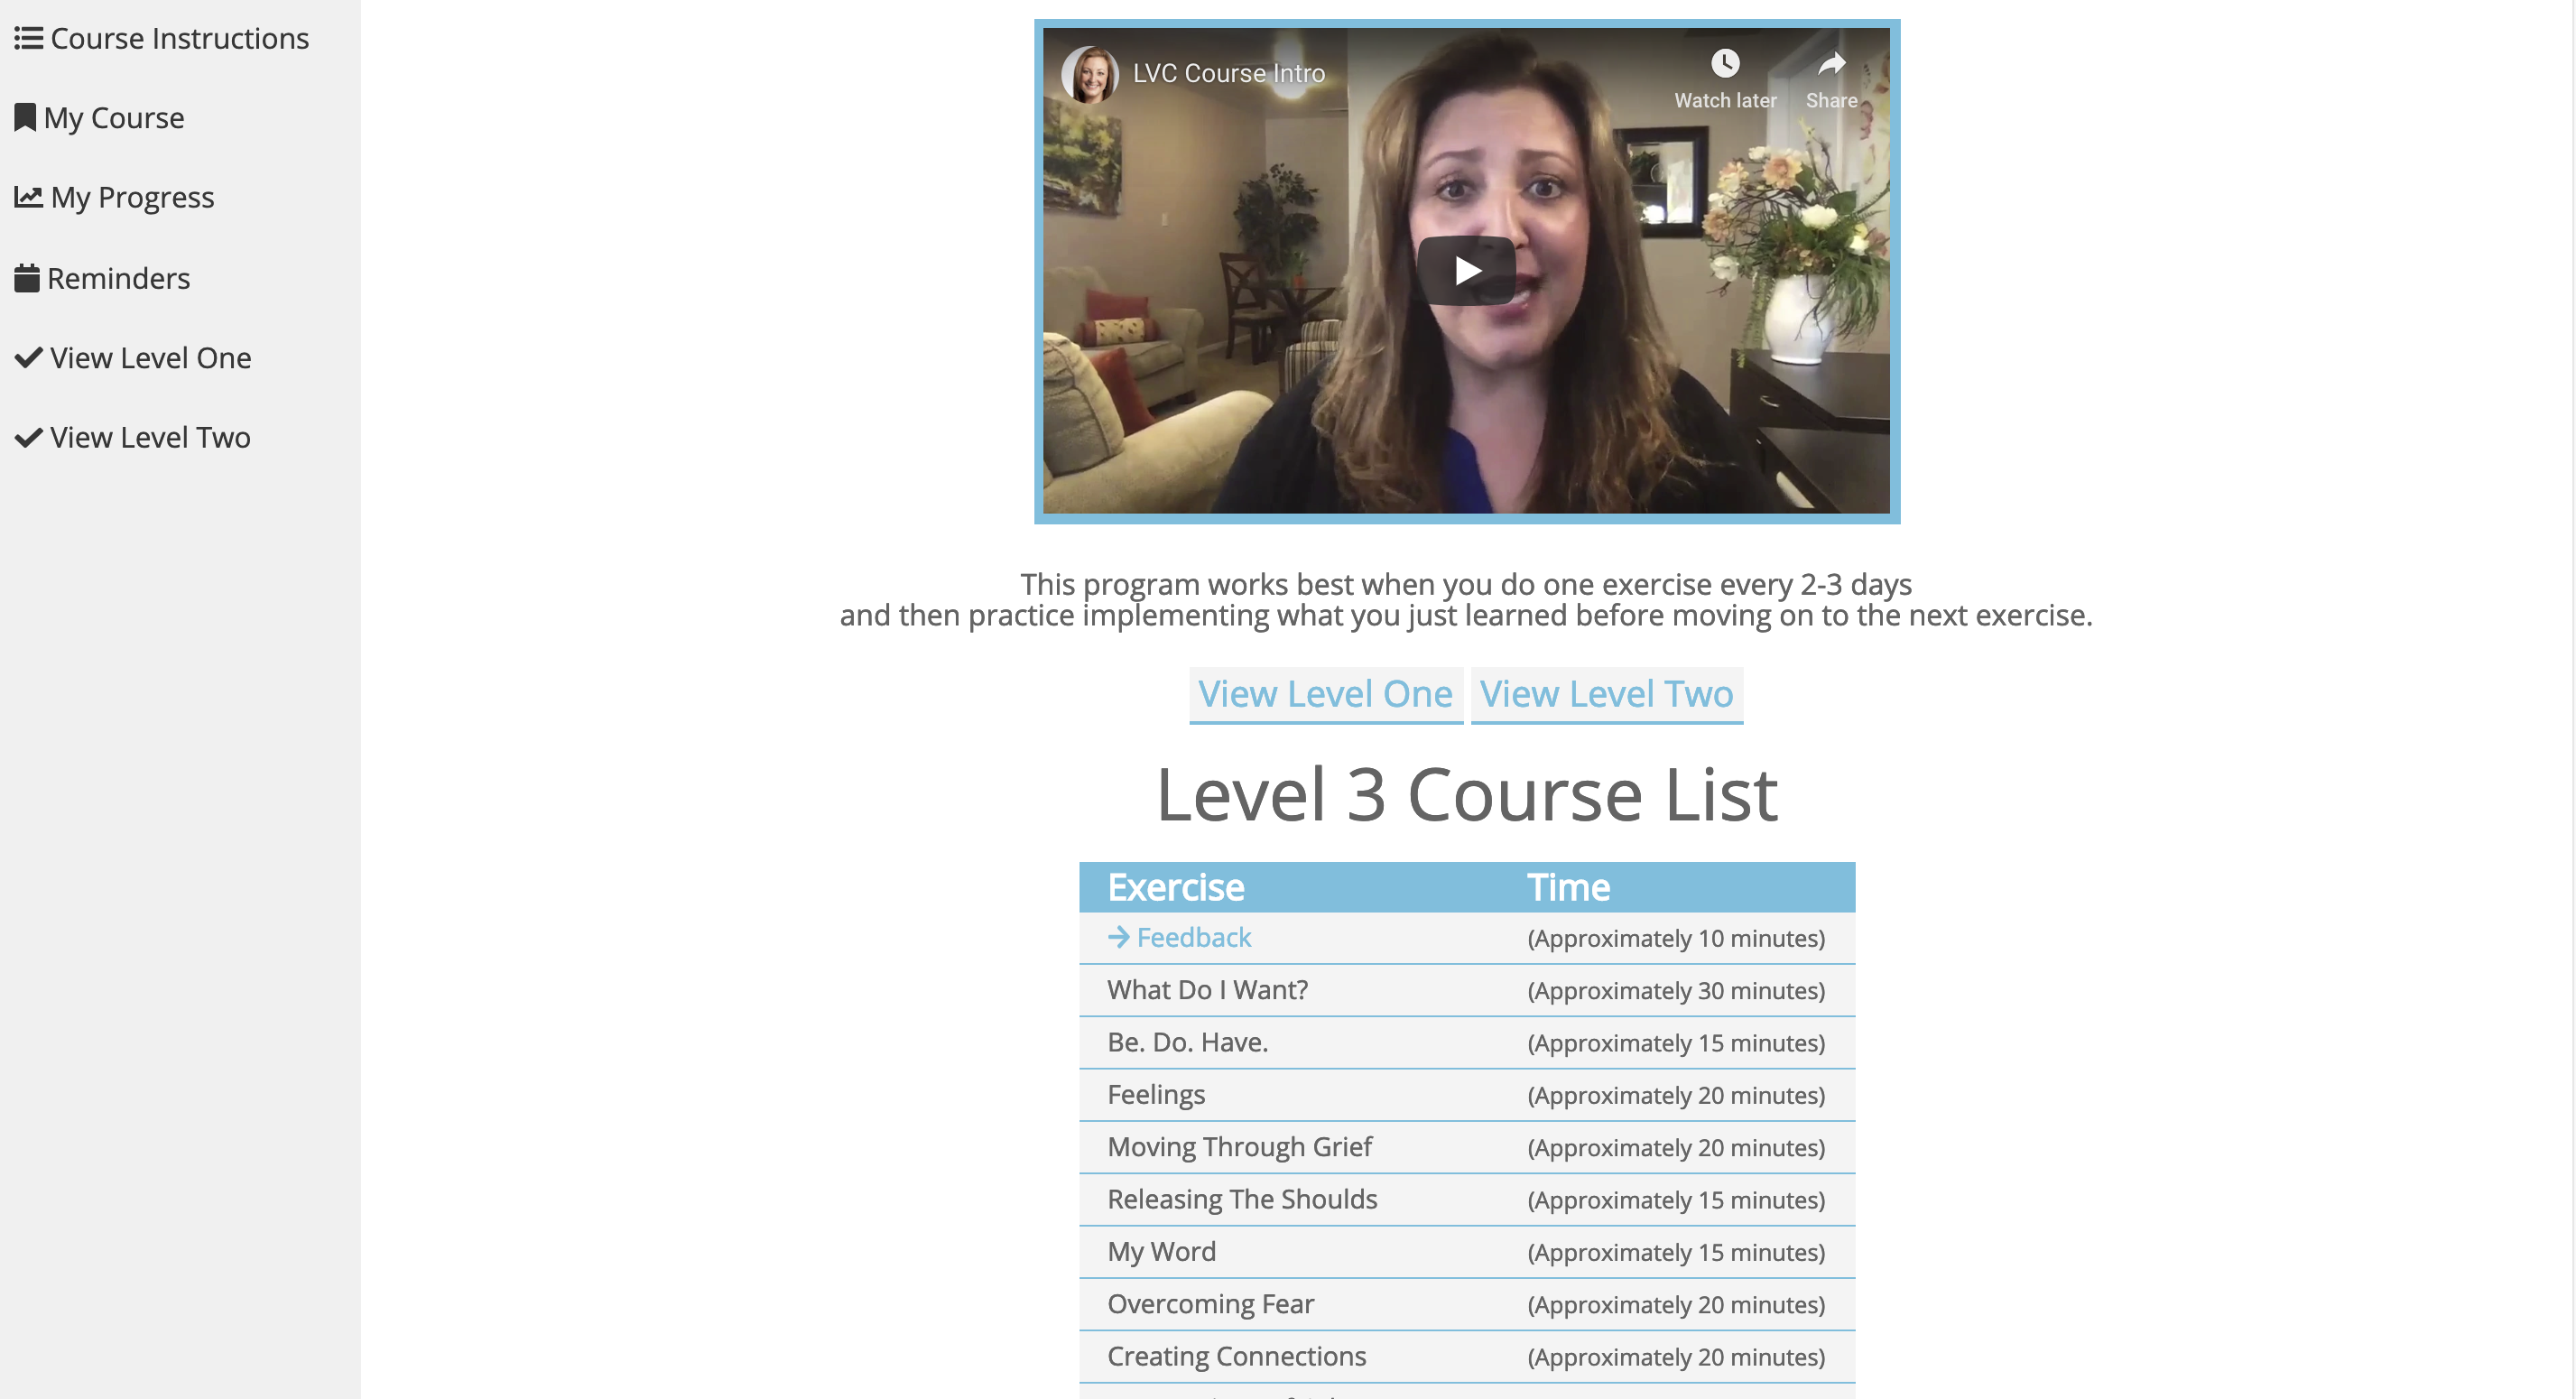 Course Instructions
My Course
My Progress
Reminders
View Level One
View Level Two
LVC Course Intro
Watch later
Share
This program works best when you do one exercise every 2-3 days
and then practice implementing what you just learned before moving on to the next exercise.
View Level One View Level Two
Level 3 Course List
Exercise Time
→ Feedback (Approximately 10 minutes)
What Do I Want? (Approximately 30 minutes)
Be. Do. Have. (Approximately 15 minutes)
Feelings (Approximately 20 minutes)
Moving Through Grief (Approximately 20 minutes)
Releasing The Shoulds (Approximately 15 minutes)
My Word (Approximately 15 minutes)
Overcoming Fear (Approximately 20 minutes)
Creating Connections (Approximately 20 minutes)